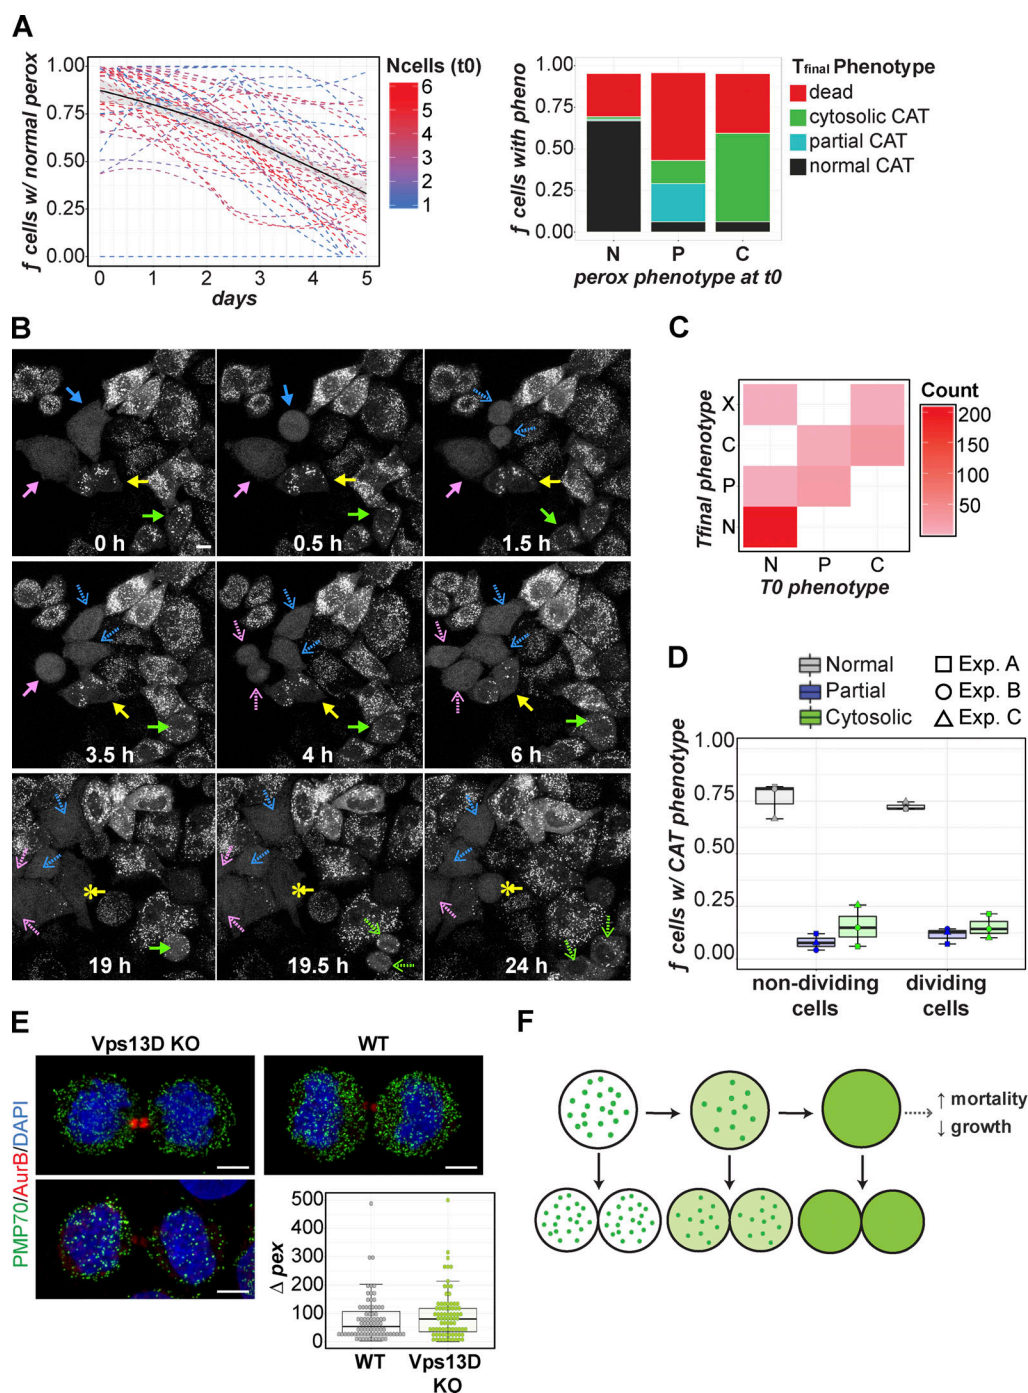 A
ƒ cells w/ normal perox
1.00
0.75
0.50
0.25
0.00
0 1 2 3 4 5
days
Ncells (t0)
6
5
4
3
2
1
ƒ cells with pheno
1.00
0.75
0.50
0.25
0.00
N P C
perox phenotype at t0
Tfinal Phenotype
dead
cytosolic CAT
partial CAT
normal CAT
B
0 h
0.5 h
1.5 h
3.5 h
4 h
6 h
19 h
19.5 h
24 h
C
Tfinal phenotype
X
C
P
N
N P C
T0 phenotype
Count
200
150
100
50
D
Normal
Partial
Cytosolic
Exp. A
Exp. B
Exp. C
ƒ cells w/ CAT phenotype
1.00
0.75
0.50
0.25
0.00
non-dividing cells
dividing cells
E
Vps13D KO
WT
PMP70/AurB/DAPI
Δ pex
500
400
300
200
100
0
WT
Vps13D KO
F
↑ mortality
↓ growth